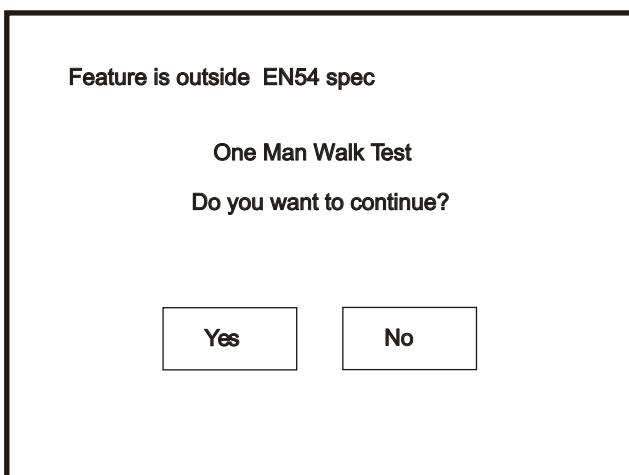 Feature is outside  EN54 spec
One Man Walk Test
Do you want to continue?
Yes
No